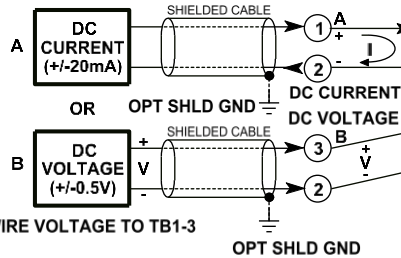 SHIELDED CABLE
A
DC
CURRENT
(+/-20mA)
1
A
+
I
2
-
OPT SHLD GND
DC CURRENT
OR
DC VOLTAGE
SHIELDED CABLE
B
DC
VOLTAGE
(+/-0.5V)
+
V
-
3
B
+
V
-
2
WIRE VOLTAGE TO TB1-3
OPT SHLD GND